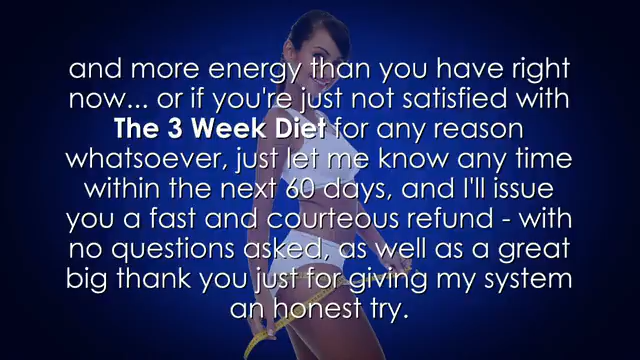 and more energy than you have right
now... or if you're just not satisfied with
The 3 Week Diet for any reason
whatsoever, just let me know any time
within the next 60 days, and I'll issue
you a fast and courteous refund - with
no questions asked, as well as a great
big thank you just for giving my system
an honest try.